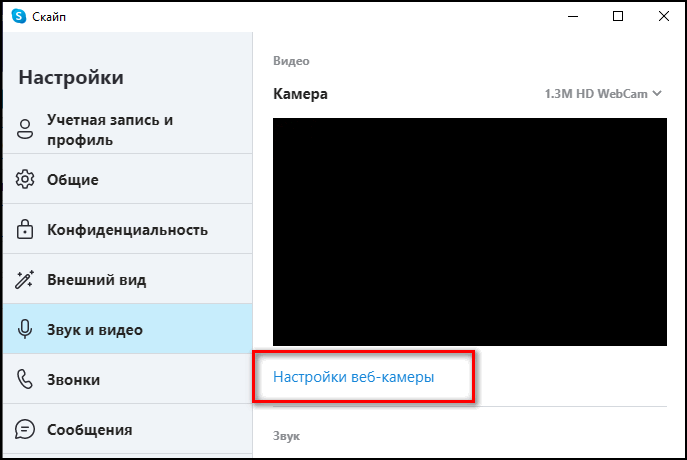 Скайп
Настройки
Учетная запись и
профиль
Общие
Конфиденциальность
Внешний вид
Звук и видео
Звонки
Сообщения
Видео
Камера 1.3M HD WebCam
Настройки веб-камеры
Звук